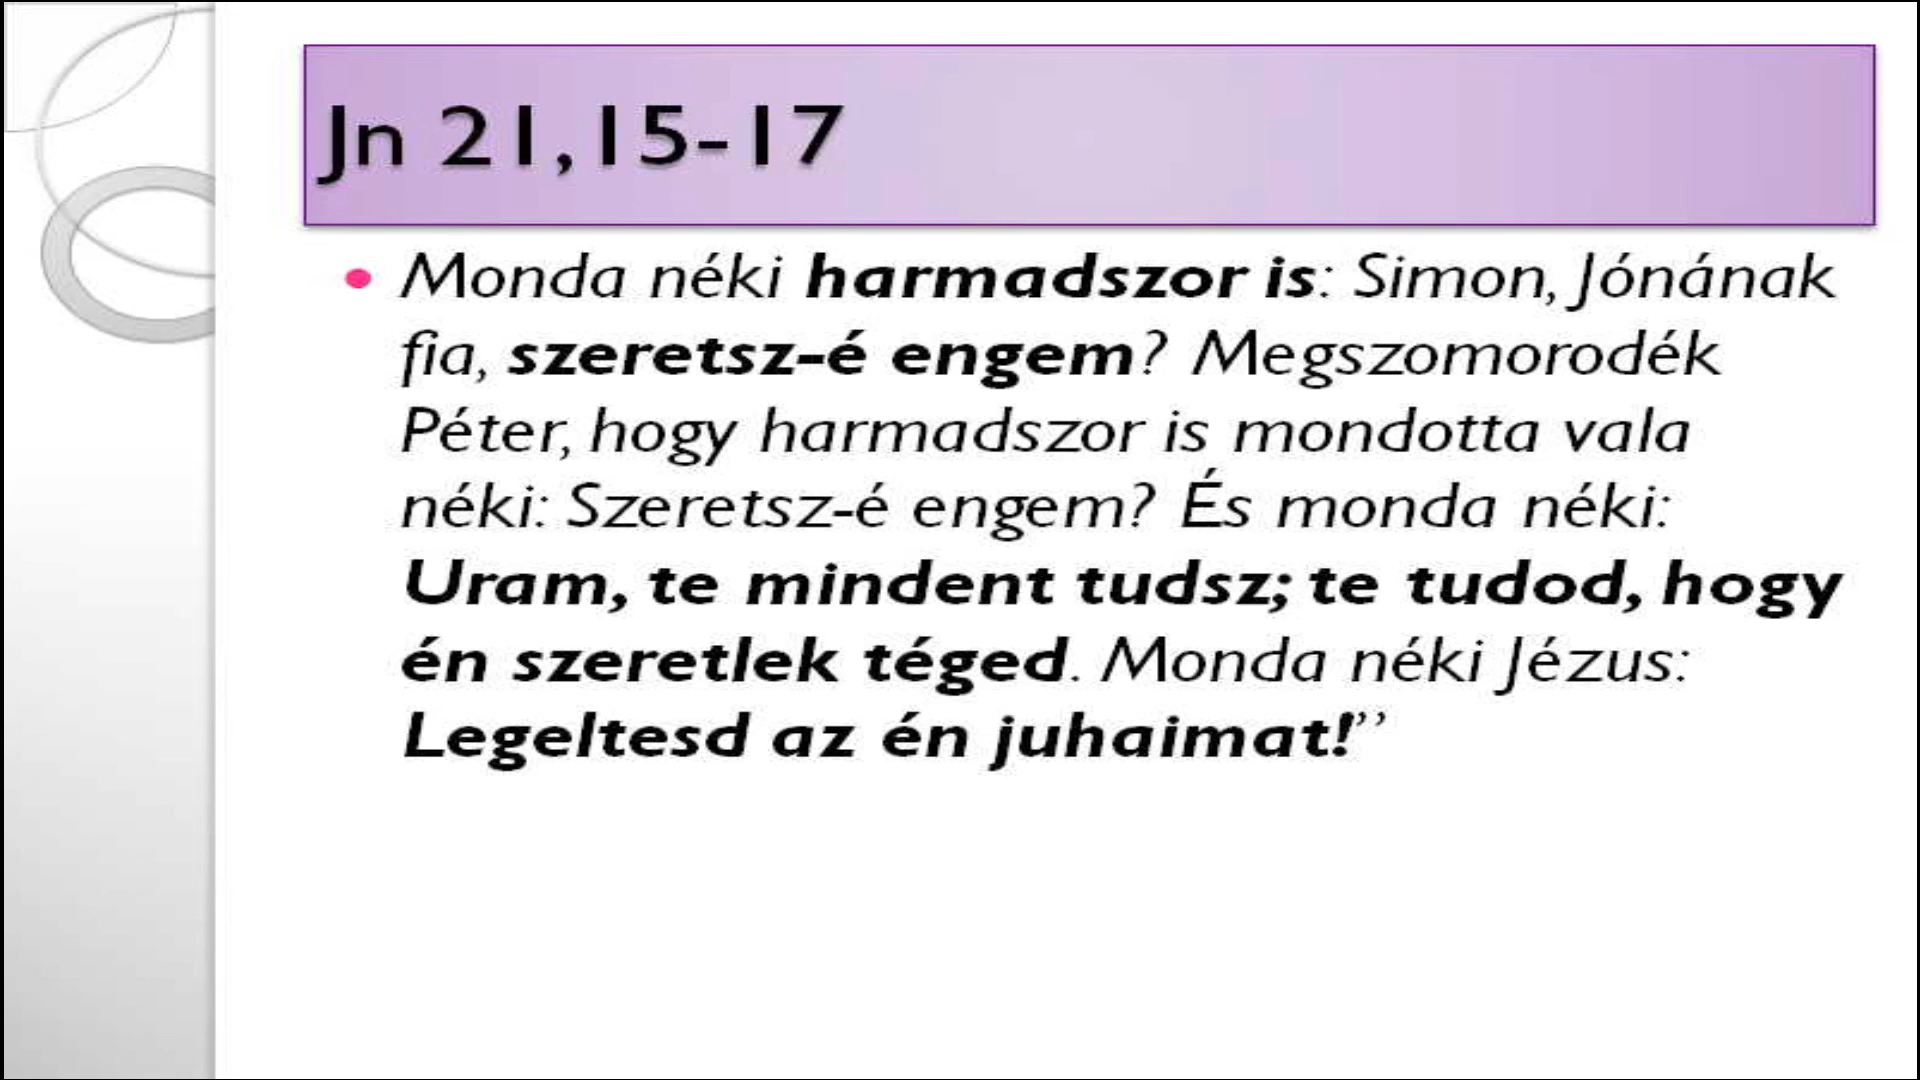 Jn 21,15-17
• Monda néki harmadszor is: Simon, Jónának
fia, szeretsz-é engem? Megszomorodék
Péter, hogy harmadszor is mondotta vala
néki: Szeretsz-é engem? És monda néki:
Uram, te mindent tudsz; te tudod, hogy
én szeretlek téged. Monda néki Jézus:
Legeltesd az én juhaimat!”